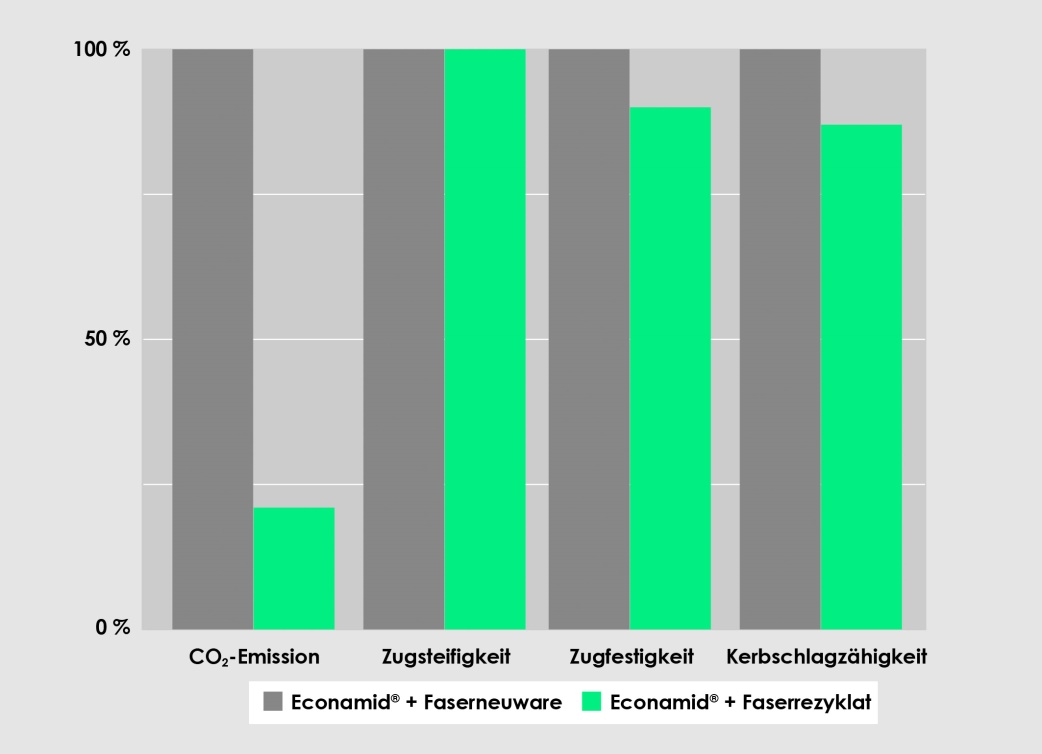 100 %
50 %
0 %
CO₂-Emission
Zugsteifigkeit
Zugfestigkeit
Kerbschlagzähigkeit
Econamid® + Faserneuware
Econamid® + Faserrezyklat